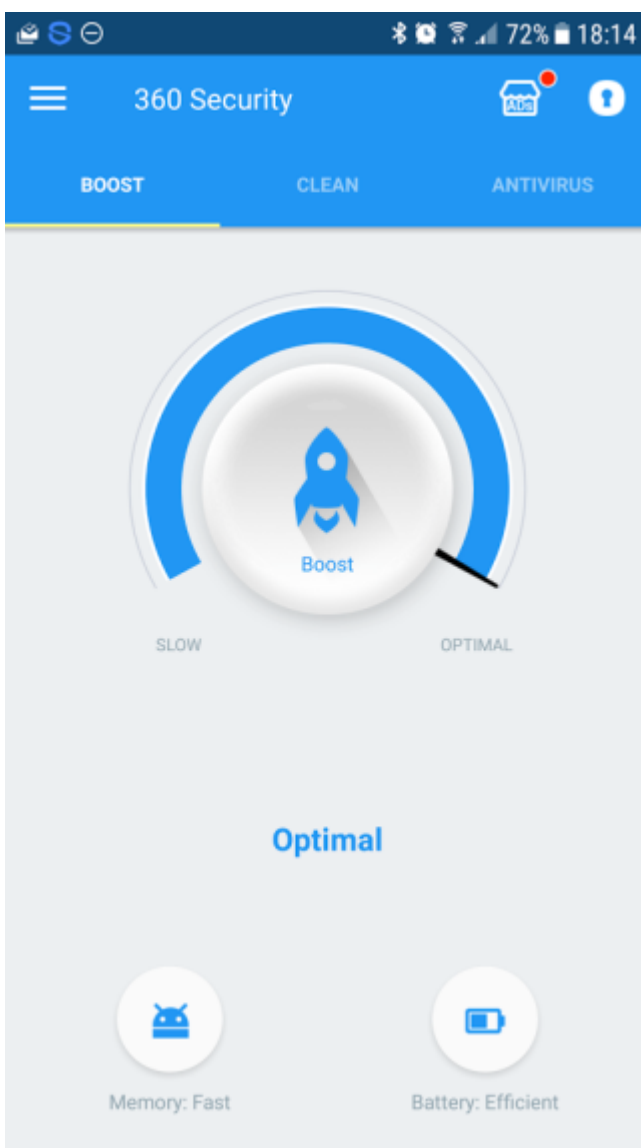 72% 18:14
360 Security
ADs
BOOST CLEAN ANTIVIRUS
Boost
SLOW OPTIMAL
Optimal
Memory: Fast Battery: Efficient